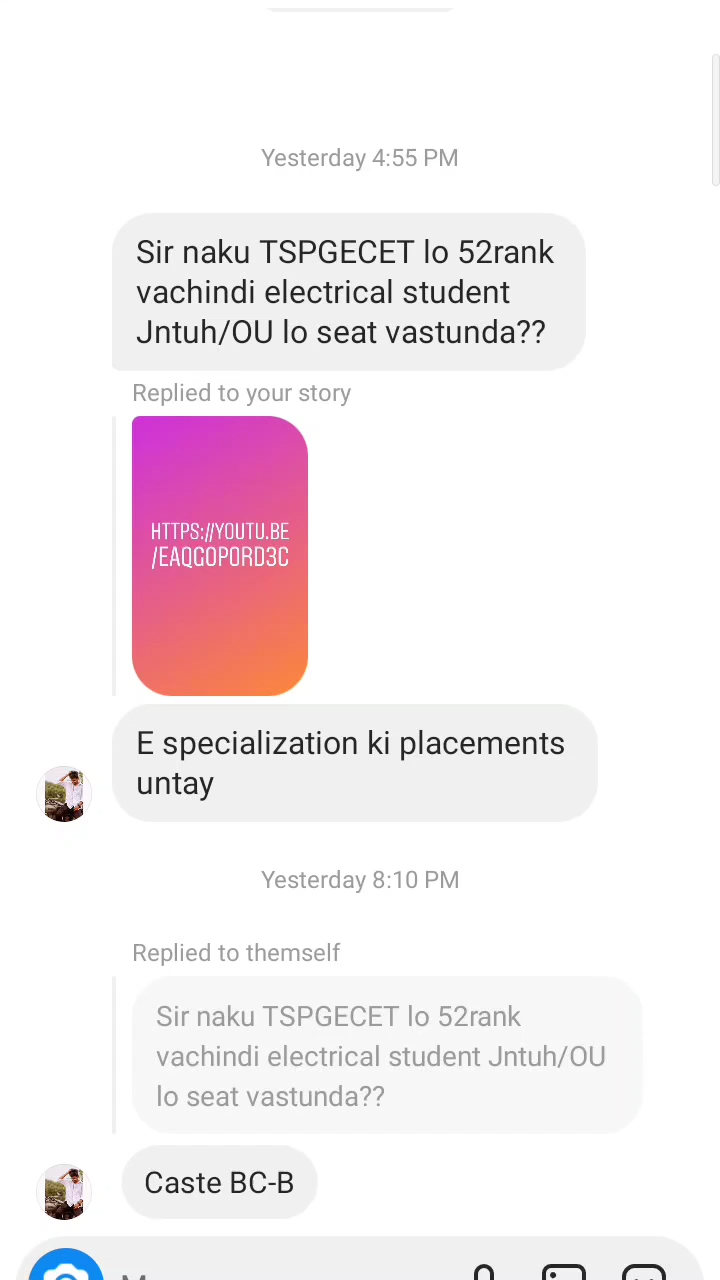 Yesterday 4:55 PM
Sir naku TSPGECET lo 52rank
vachindi electrical student
Jntuh/OU lo seat vastunda??
Replied to your story
HTTPS://YOUTU.BE
/EAQGOPORD3C
E specialization ki placements
untay
Yesterday 8:10 PM
Replied to themself
Sir naku TSPGECET lo 52rank
vachindi electrical student Jntuh/OU
lo seat vastunda??
Caste BC-B